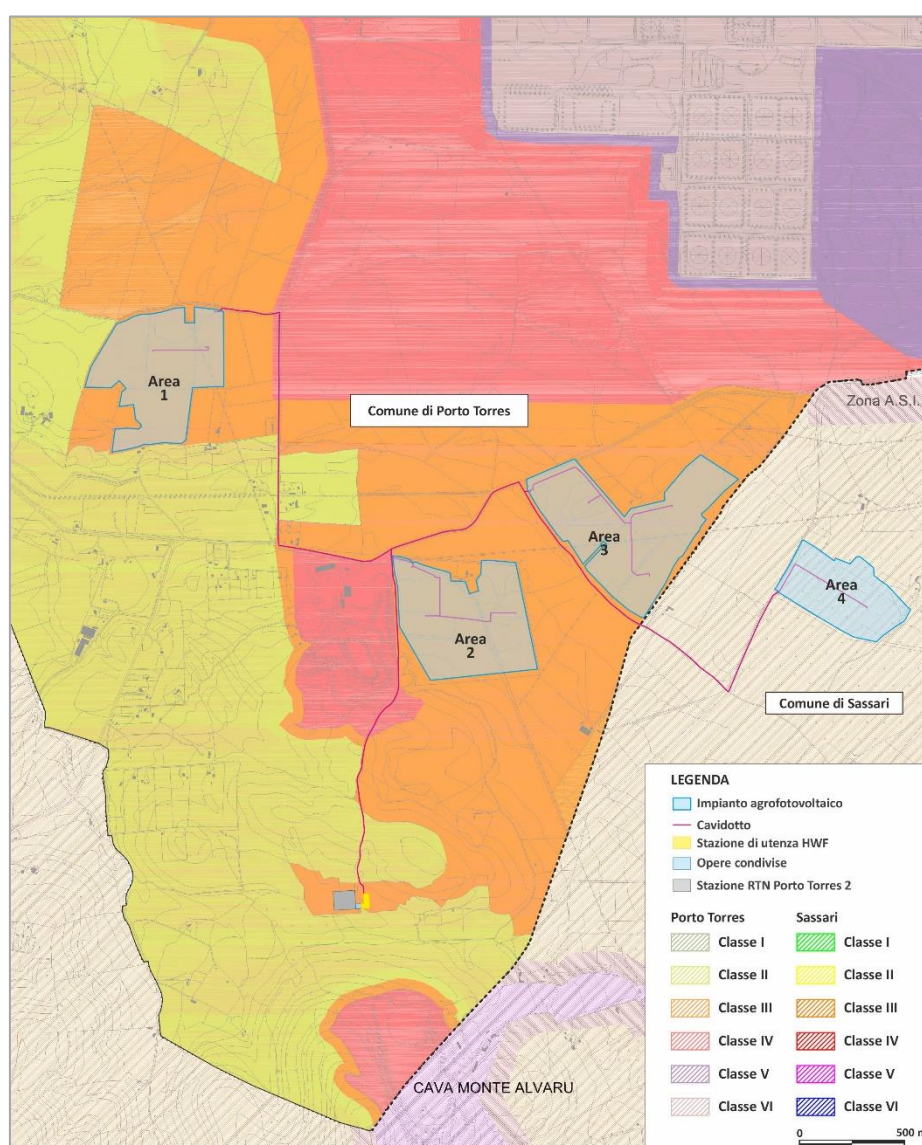 Area
1
Comune di Porto Torres
Zona A.S.I.
Area
3
Area
4
Area
2
Comune di Sassari
CAVA MONTE ALVARU
LEGENDA
Impianto agrofotovoltaico
Cavidotto
Stazione di utenza HWF
Opere condivise
Stazione RTN Porto Torres 2
Porto Torres
Classe I
Classe II
Classe III
Classe IV
Classe V
Classe VI
Sassari
Classe I
Classe II
Classe III
Classe IV
Classe V
Classe VI
0 500 m